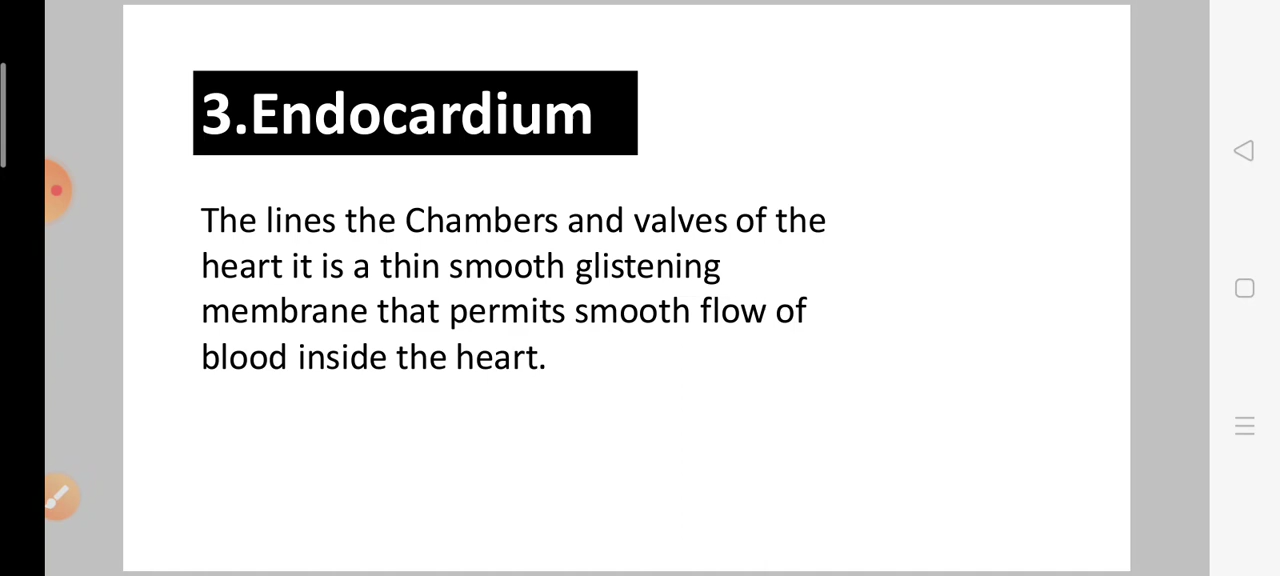 3.Endocardium
The lines the Chambers and valves of the
heart it is a thin smooth glistening
membrane that permits smooth flow of
blood inside the heart.